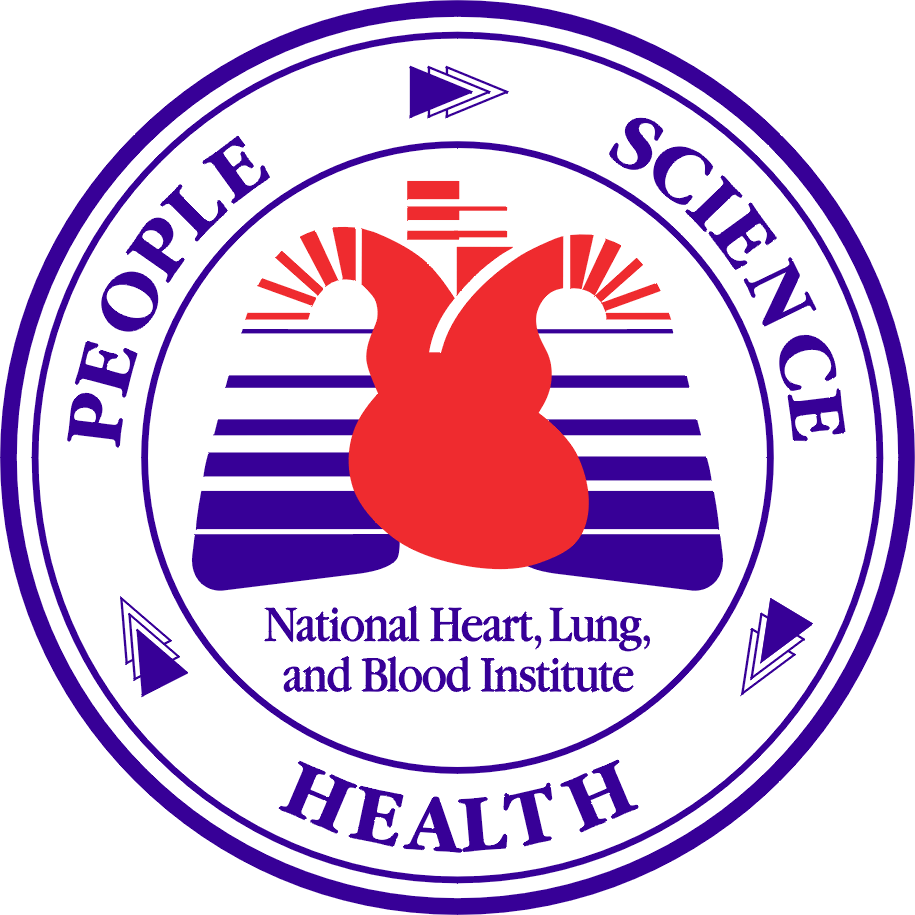 PEOPLE
SCIENCE
National Heart, Lung,
and Blood Institute
HEALTH